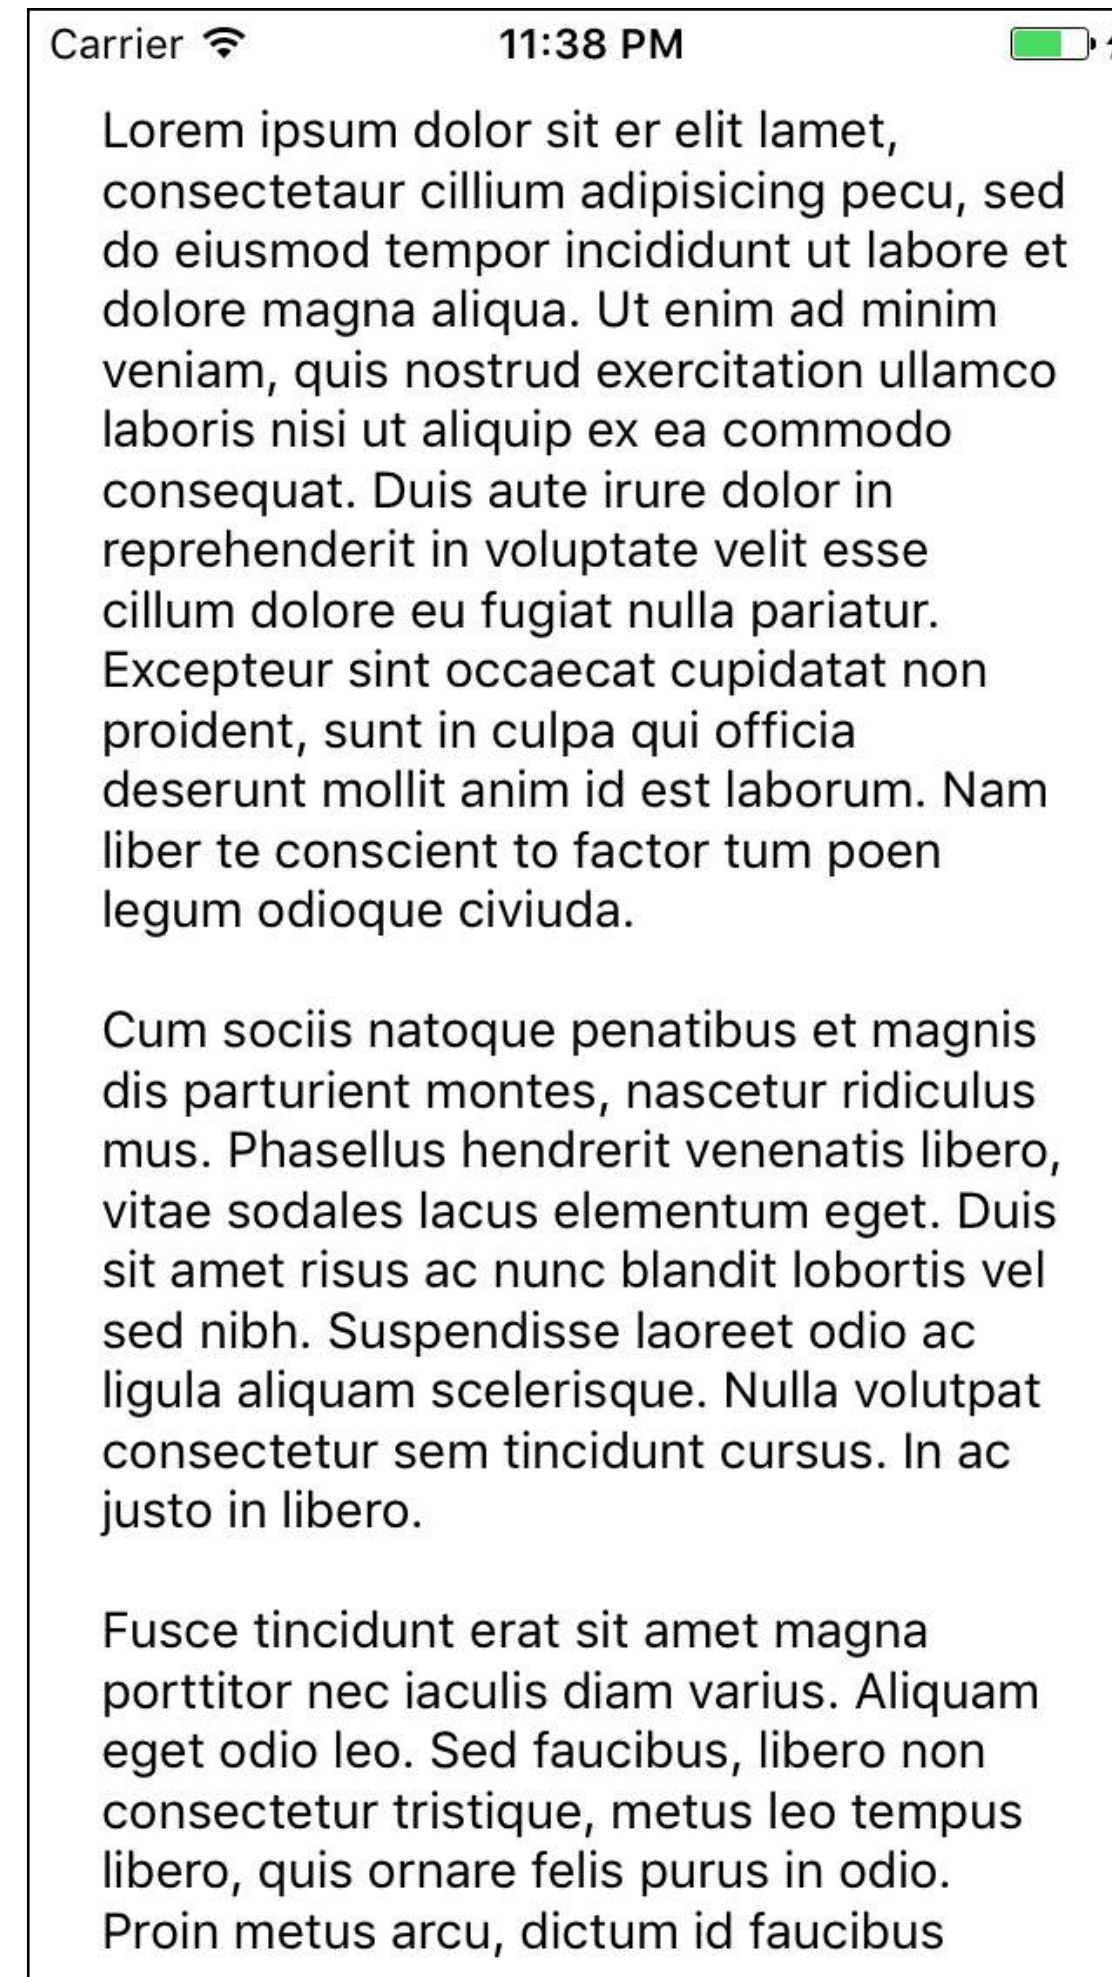 Carrier 11:38 PM
Lorem ipsum dolor sit er elit lamet,
consectetaur cillium adipisicing pecu, sed
do eiusmod tempor incididunt ut labore et
dolore magna aliqua. Ut enim ad minim
veniam, quis nostrud exercitation ullamco
laboris nisi ut aliquip ex ea commodo
consequat. Duis aute irure dolor in
reprehenderit in voluptate velit esse
cillum dolore eu fugiat nulla pariatur.
Excepteur sint occaecat cupidatat non
proident, sunt in culpa qui officia
deserunt mollit anim id est laborum. Nam
liber te conscient to factor tum poen
legum odioque civiuda.
Cum sociis natoque penatibus et magnis
dis parturient montes, nascetur ridiculus
mus. Phasellus hendrerit venenatis libero,
vitae sodales lacus elementum eget. Duis
sit amet risus ac nunc blandit lobortis vel
sed nibh. Suspendisse laoreet odio ac
ligula aliquam scelerisque. Nulla volutpat
consectetur sem tincidunt cursus. In ac
justo in libero.
Fusce tincidunt erat sit amet magna
porttitor nec iaculis diam varius. Aliquam
eget odio leo. Sed faucibus, libero non
consectetur tristique, metus leo tempus
libero, quis ornare felis purus in odio.
Proin metus arcu, dictum id faucibus